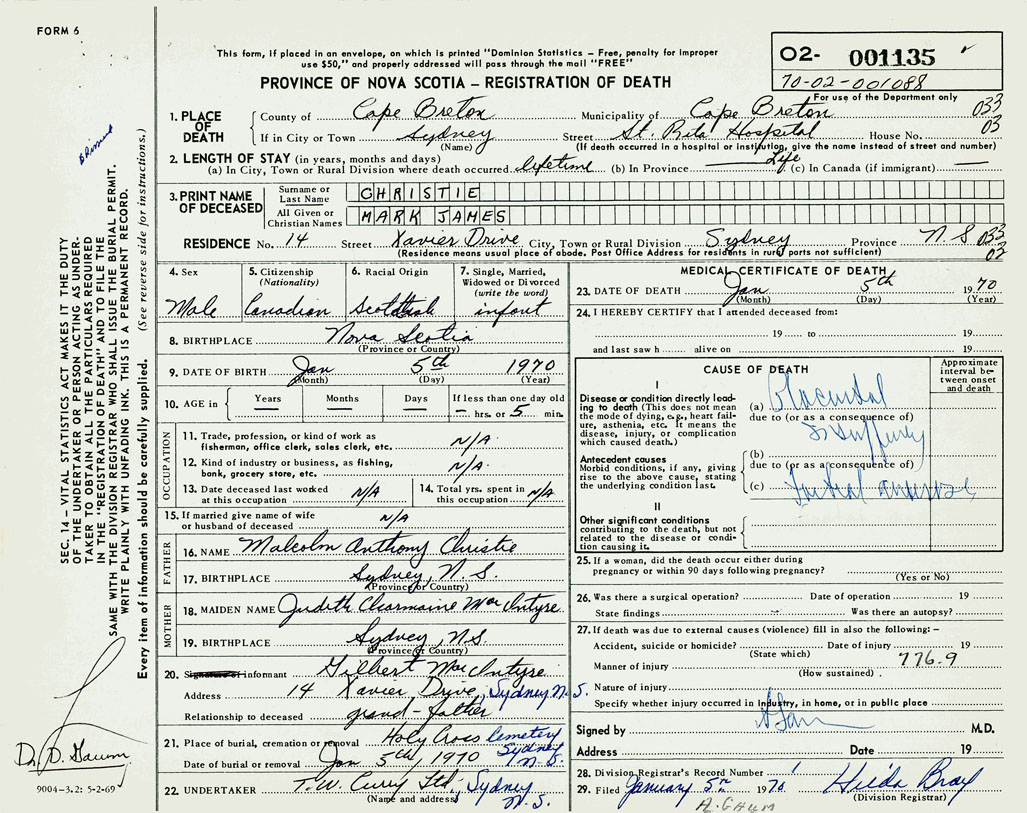 FORM 6
This form, if placed in an envelope, on which is printed "Dominion Statistics – Free, penalty for improper
use $50," and properly addressed will pass through the mail "FREE"
PROVINCE OF NOVA SCOTIA – REGISTRATION OF DEATH
O2- 001135
70-02-001088
For use of the Department only
033
03
1. PLACE OF DEATH
County of Cape Breton Municipality of Cape Breton
If in City or Town Sydney Street St. Rita Hospital House No.
(Name) (If death occurred in a hospital or institution, give the name instead of street and number)
2. LENGTH OF STAY (in years, months and days)
(a) In City, Town or Rural Division where death occurred lifetime (b) In Province Life (c) In Canada (if immigrant) —
3. PRINT NAME OF DECEASED
Surname or Last Name CHRISTIE
All Given or Christian Names MARK JAMES
RESIDENCE No. 14 Street Xavier Drive City, Town or Rural Division Sydney Province N.S 033
02
(Residence means usual place of abode. Post Office Address for residents in rural parts not sufficient)
4. Sex
Male
5. Citizenship
(Nationality)
Canadian
6. Racial Origin
7. Single, Married,
Widowed or Divorced
(write the word)
infant
8. BIRTHPLACE Nova Scotia
(Province or Country)
9. DATE OF BIRTH Jan 5th 1970
(Month) (Day) (Year)
10. AGE in
Years —
Months —
Days —
If less than one day old
— hrs. or 5 min.
OCCUPATION
11. Trade, profession, or kind of work as
fisherman, office clerk, sales clerk, etc. N/A
12. Kind of industry or business, as fishing,
bank, grocery store, etc. N/A
13. Date deceased last worked
at this occupation N/A
14. Total yrs. spent in
this occupation N/A
15. If married give name of wife
or husband of deceased N/A
FATHER
16. NAME Malcolm Anthony Christie
17. BIRTHPLACE Sydney, N.S.
(Province or Country)
MOTHER
18. MAIDEN NAME Judith Charmaine MacIntyre
19. BIRTHPLACE Sydney, N.S.
(Province or Country)
20. Signature of informant Gilbert MacIntyre
Address 14 Xavier Drive, Sydney N.S.
Relationship to deceased grand-father
21. Place of burial, cremation or removal Holy Cross Cemetery
Sydney
N.S.
Date of burial or removal Jan 5th, 1970
22. UNDERTAKER T.W. Curry Ltd., Sydney
N.S.
(Name and address)
MEDICAL CERTIFICATE OF DEATH
23. DATE OF DEATH Jan 5th 1970
(Month) (Day) (Year)
24. I HEREBY CERTIFY that I attended deceased from:
19 to 19
and last saw h alive on 19
CAUSE OF DEATH
Approximate interval between onset and death
I
Disease or condition directly leading to death (This does not mean the mode of dying, e.g., heart failure, asthenia, etc. It means the disease, injury, or complication which caused death.)
(a) Placental
due to (or as a consequence of)
Antecedent causes
Morbid conditions, if any, giving rise to the above cause, stating the underlying condition last.
(b)
due to (or as a consequence of)
(c)
II
Other significant conditions
contributing to the death, but not related to the disease or condition causing it.
25. If a woman, did the death occur either during
pregnancy or within 90 days following pregnancy?
(Yes or No)
26. Was there a surgical operation? Date of operation 19
State findings Was there an autopsy?
27. If death was due to external causes (violence) fill in also the following: –
Accident, suicide or homicide? Date of injury 19
(State which)
776.9
Manner of injury
(How sustained)
Nature of injury
Specify whether injury occurred in industry, in home, or in public place
Signed by M.D.
Address Date 19
28. Division Registrar's Record Number 1
29. Filed January 5th 1970
(Division Registrar)
A. GAUM
SEC. 14 – VITAL STATISTICS ACT MAKES IT THE DUTY
OF THE UNDERTAKER OR PERSON ACTING AS UNDER-
TAKER TO OBTAIN ALL THE PARTICULARS REQUIRED
IN THE "REGISTRATION OF DEATH" AND TO FILE THE
SAME WITH THE DIVISION REGISTRAR WHO SHALL ISSUE THE BURIAL PERMIT.
WRITE PLAINLY WITH UNFADING INK. THIS IS A PERMANENT RECORD.
Every item of information should be carefully supplied. (See reverse side for instructions.)
Dr. D. Gaum
9004-3.2: 5-2-69